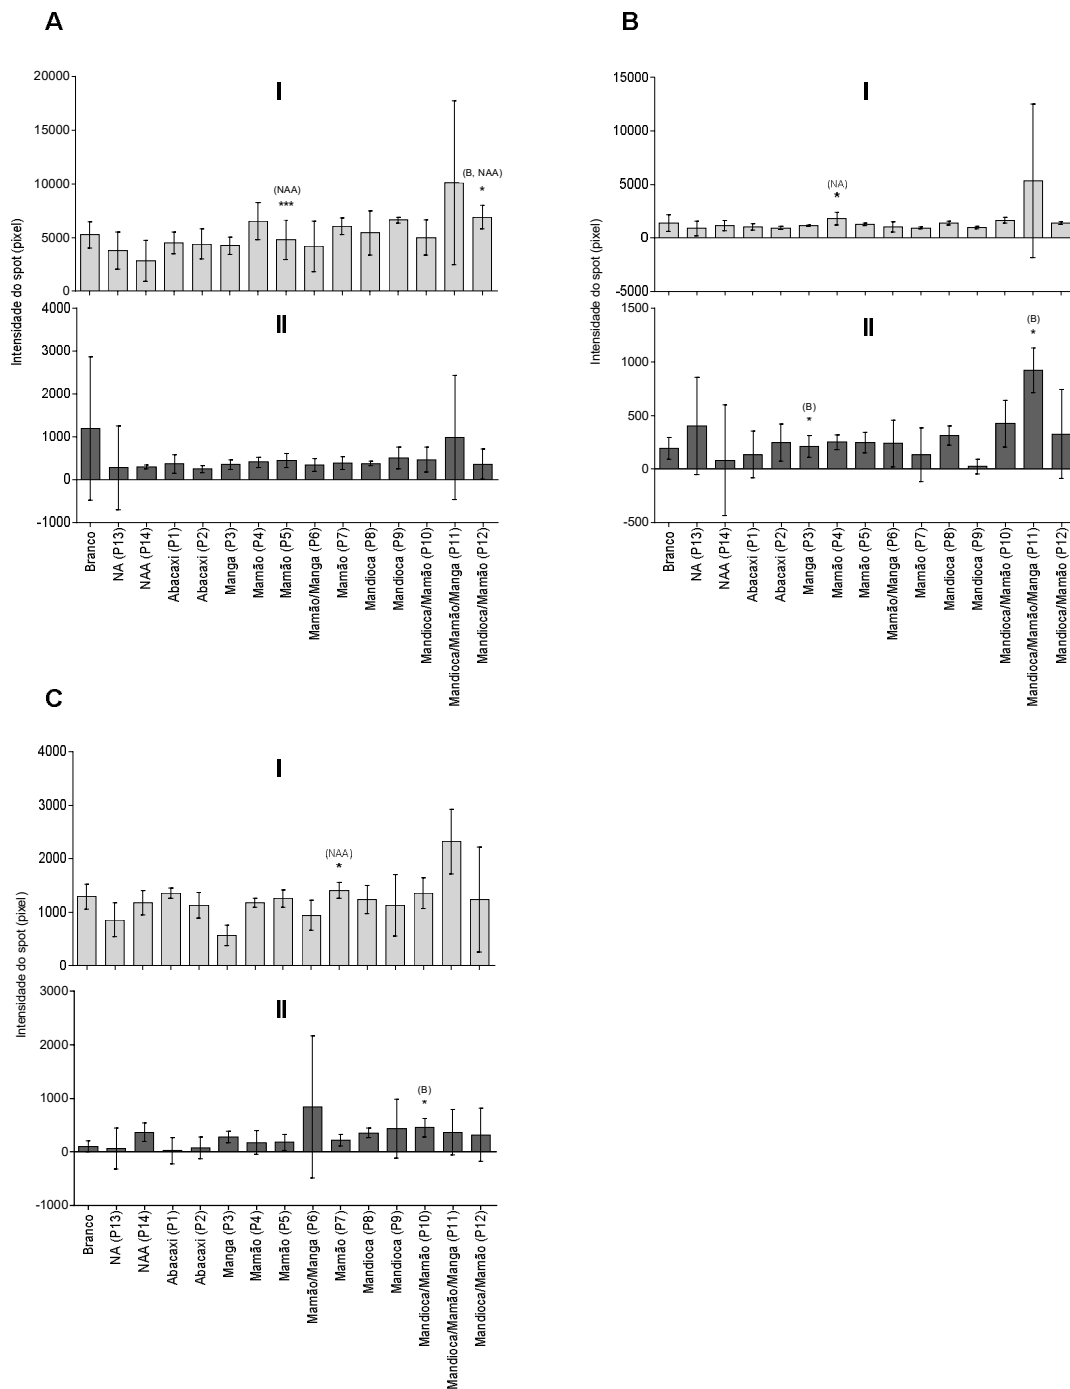 A
Intensidade do spot (pixel)
I
20000
15000
10000
5000
0
(NAA)
***
(B, NAA)
*
II
4000
3000
2000
1000
0
-1000
Branco
NA (P13)
NAA (P14)
Abacaxi (P1)
Abacaxi (P2)
Manga (P3)
Mamão (P4)
Mamão (P5)
Mamão/Manga (P6)
Mamão (P7)
Mandioca (P8)
Mandioca (P9)
Mandioca/Mamão (P10)
Mandioca/Mamão/Manga (P11)
Mandioca/Mamão (P12)
B
Intensidade do spot (pixel)
I
15000
10000
5000
0
-5000
(NA)
*
II
1500
1000
500
0
-500
(B)
*
(B)
*
Branco
NA (P13)
NAA (P14)
Abacaxi (P1)
Abacaxi (P2)
Manga (P3)
Mamão (P4)
Mamão (P5)
Mamão/Manga (P6)
Mamão (P7)
Mandioca (P8)
Mandioca (P9)
Mandioca/Mamão (P10)
Mandioca/Mamão/Manga (P11)
Mandioca/Mamão (P12)
C
Intensidade do spot (pixel)
I
4000
3000
2000
1000
0
(NAA)
*
II
3000
2000
1000
0
-1000
(B)
*
Branco
NA (P13)
NAA (P14)
Abacaxi (P1)
Abacaxi (P2)
Manga (P3)
Mamão (P4)
Mamão (P5)
Mamão/Manga (P6)
Mamão (P7)
Mandioca (P8)
Mandioca (P9)
Mandioca/Mamão (P10)
Mandioca/Mamão/Manga (P11)
Mandioca/Mamão (P12)